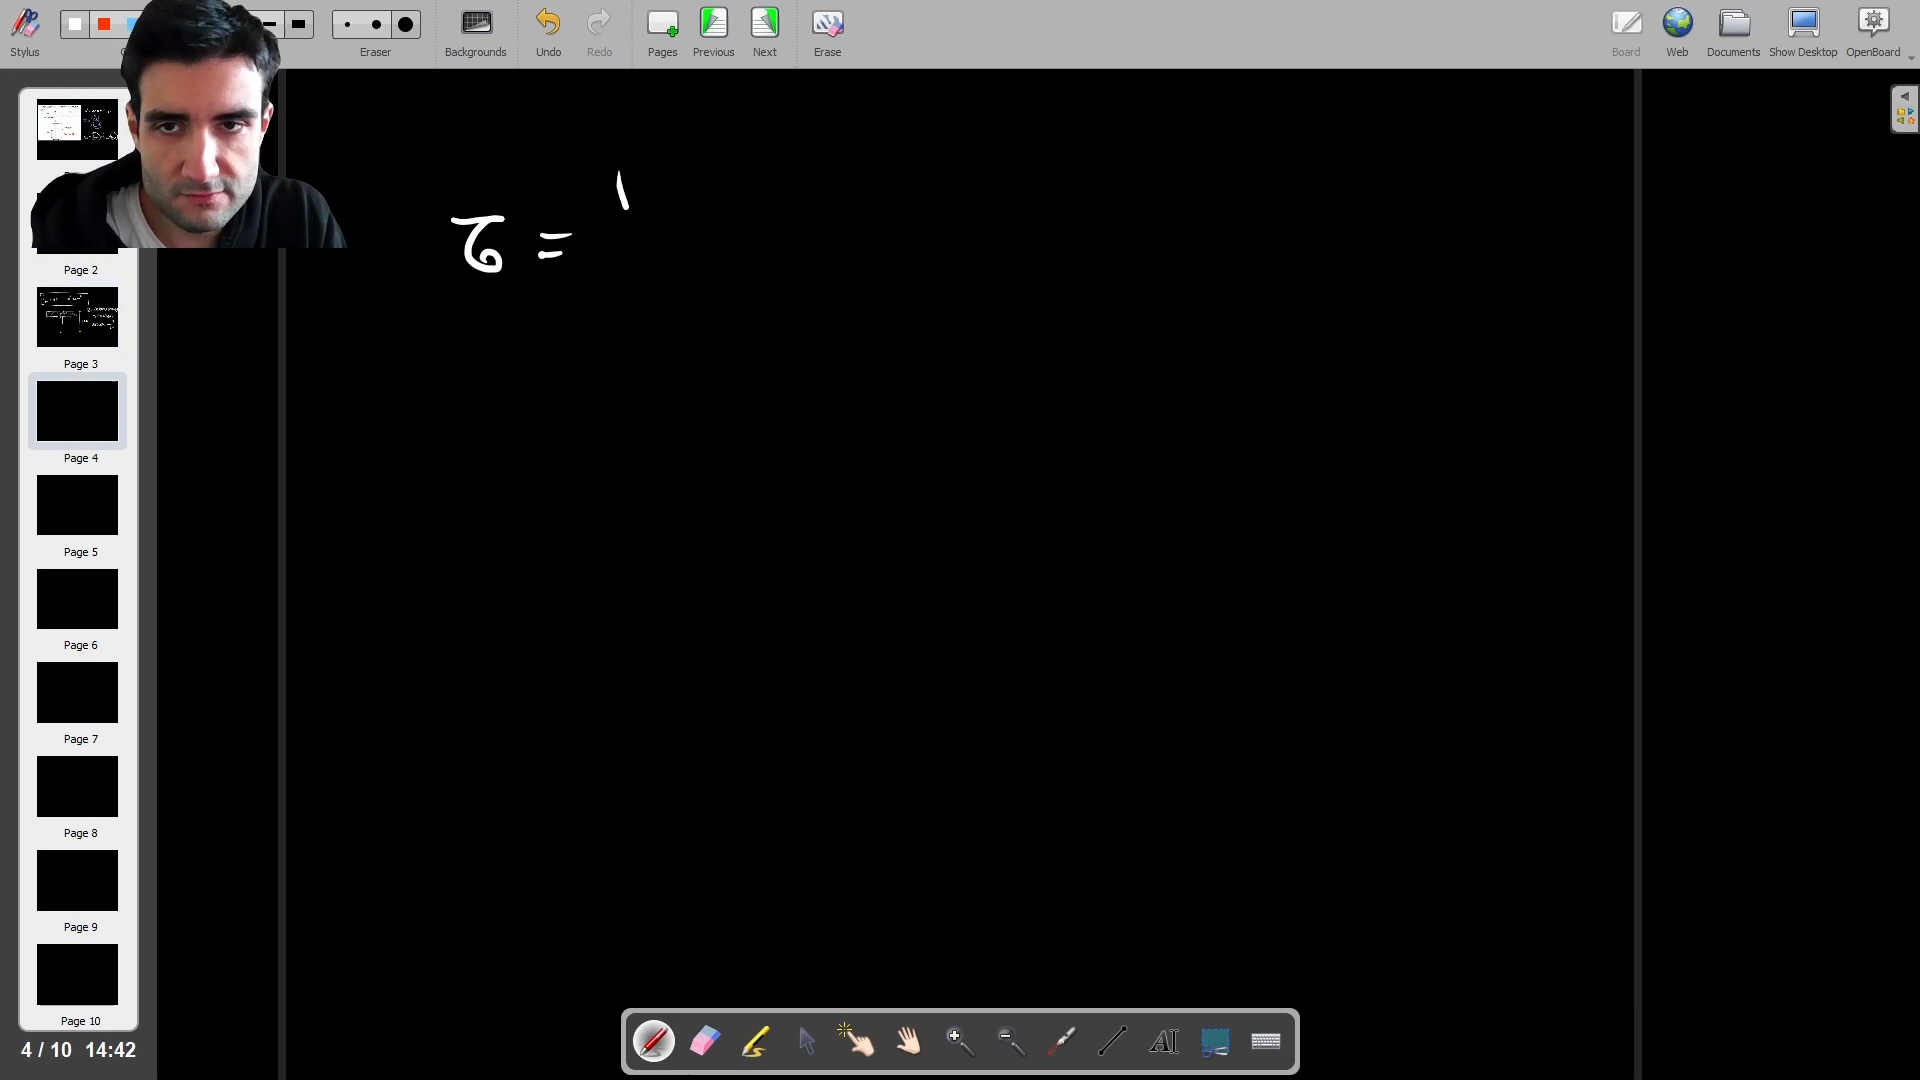 Stylus
Eraser
Backgrounds
Undo
Redo
Pages
Previous
Next
Erase
Board
Web
Documents
Show Desktop
OpenBoard
Page 2
Page 3
Page 4
Page 5
Page 6
Page 7
Page 8
Page 9
Page 10
4 / 10 14:42
=
AI